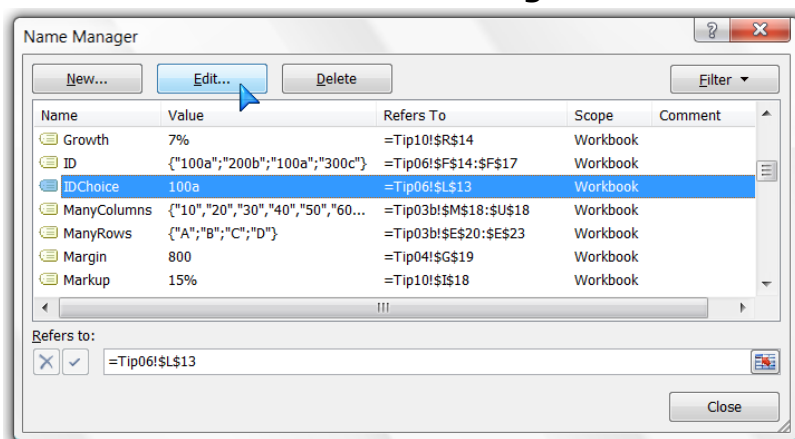 Name Manager
New... Edit... Delete Filter
Name Value Refers To Scope Comment
Growth 7% =Tip10!$R$14 Workbook
ID {"100a";"200b";"100a";"300c"} =Tip06!$F$14:$F$17 Workbook
IDChoice 100a =Tip06!$L$13 Workbook
ManyColumns {"10","20","30","40","50","60... =Tip03b!$M$18:$U$18 Workbook
ManyRows {"A";"B";"C";"D"} =Tip03b!$E$20:$E$23 Workbook
Margin 800 =Tip04!$G$19 Workbook
Markup 15% =Tip10!$I$18 Workbook
Refers to:
=Tip06!$L$13
Close